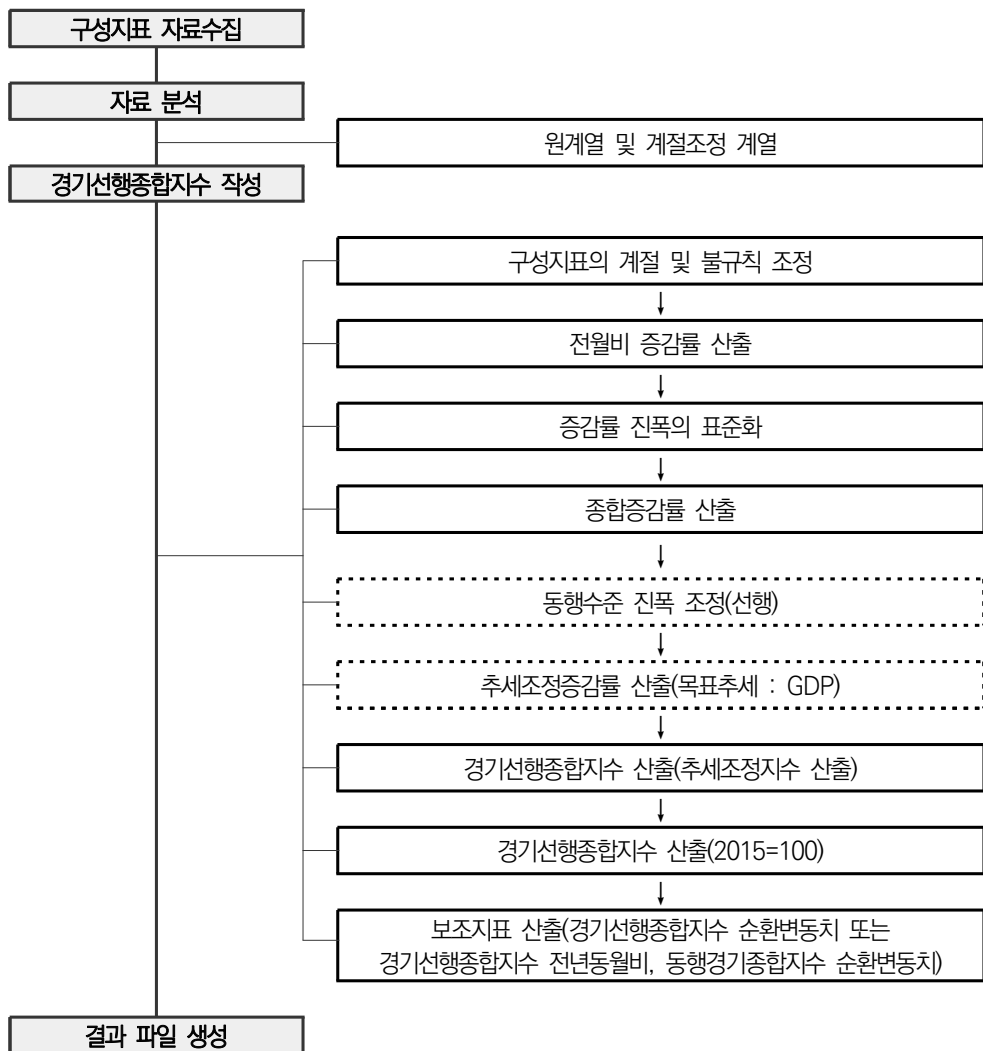 구성지표 자료수집
자료 분석
원계열 및 계절조정 계열
경기선행종합지수 작성
구성지표의 계절 및 불규칙 조정
전월비 증감률 산출
증감률 진폭의 표준화
종합증감률 산출
동행수준 진폭 조정(선행)
추세조정증감률 산출(목표추세 : GDP)
경기선행종합지수 산출(추세조정지수 산출)
경기선행종합지수 산출(2015=100)
보조지표 산출(경기선행종합지수 순환변동치 또는
경기선행종합지수 전년동월비, 동행경기종합지수 순환변동치)
결과 파일 생성